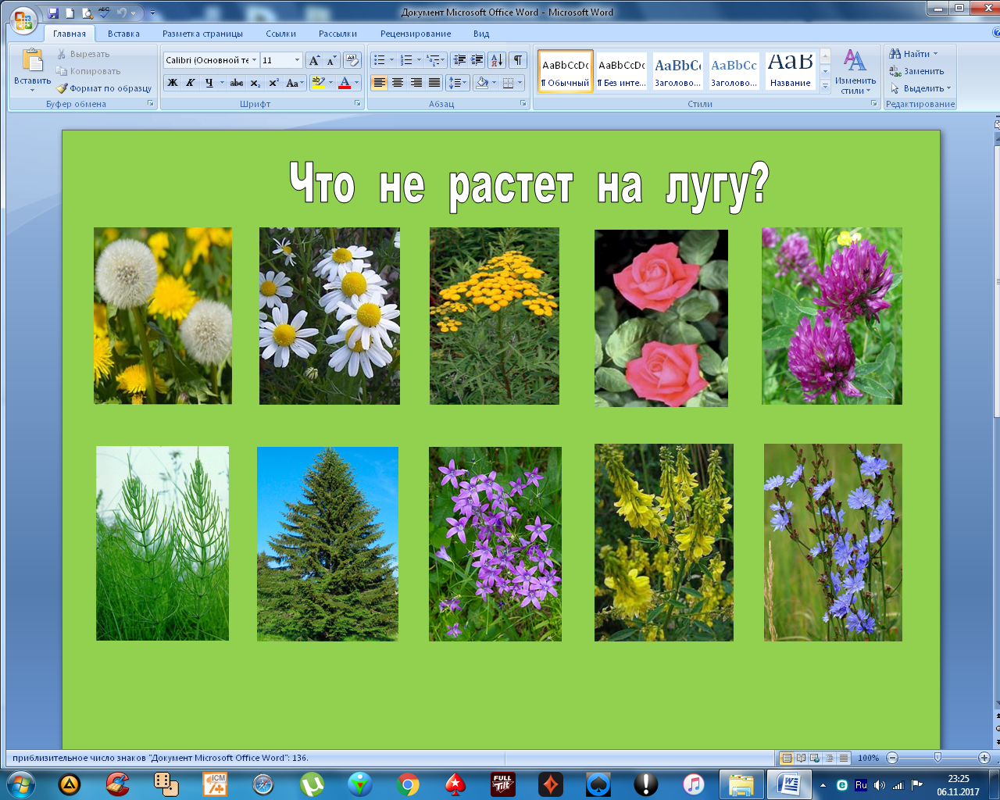 Документ Microsoft Office Word - Microsoft Word
Главная Вставка Разметка страницы Ссылки Рассылки Рецензирование Вид
Вставить
Вырезать
Копировать
Формат по образцу
Буфер обмена
Calibri (Основной те 11
Ж К Ч abc x₂ x² Aa
Шрифт
Абзац
AaBbCcDc AaBbCcDc AaBbC AaBbCc АаВ
¶ Обычный ¶ Без инте... Заголово... Заголово... Название
Изменить стили
Стили
Найти
Заменить
Выделить
Редактирование
Что не растет на лугу?
приблизительное число знаков "Документ Microsoft Office Word": 136.
100%
ICM
FULL TILT
Ru
23:25
06.11.2017